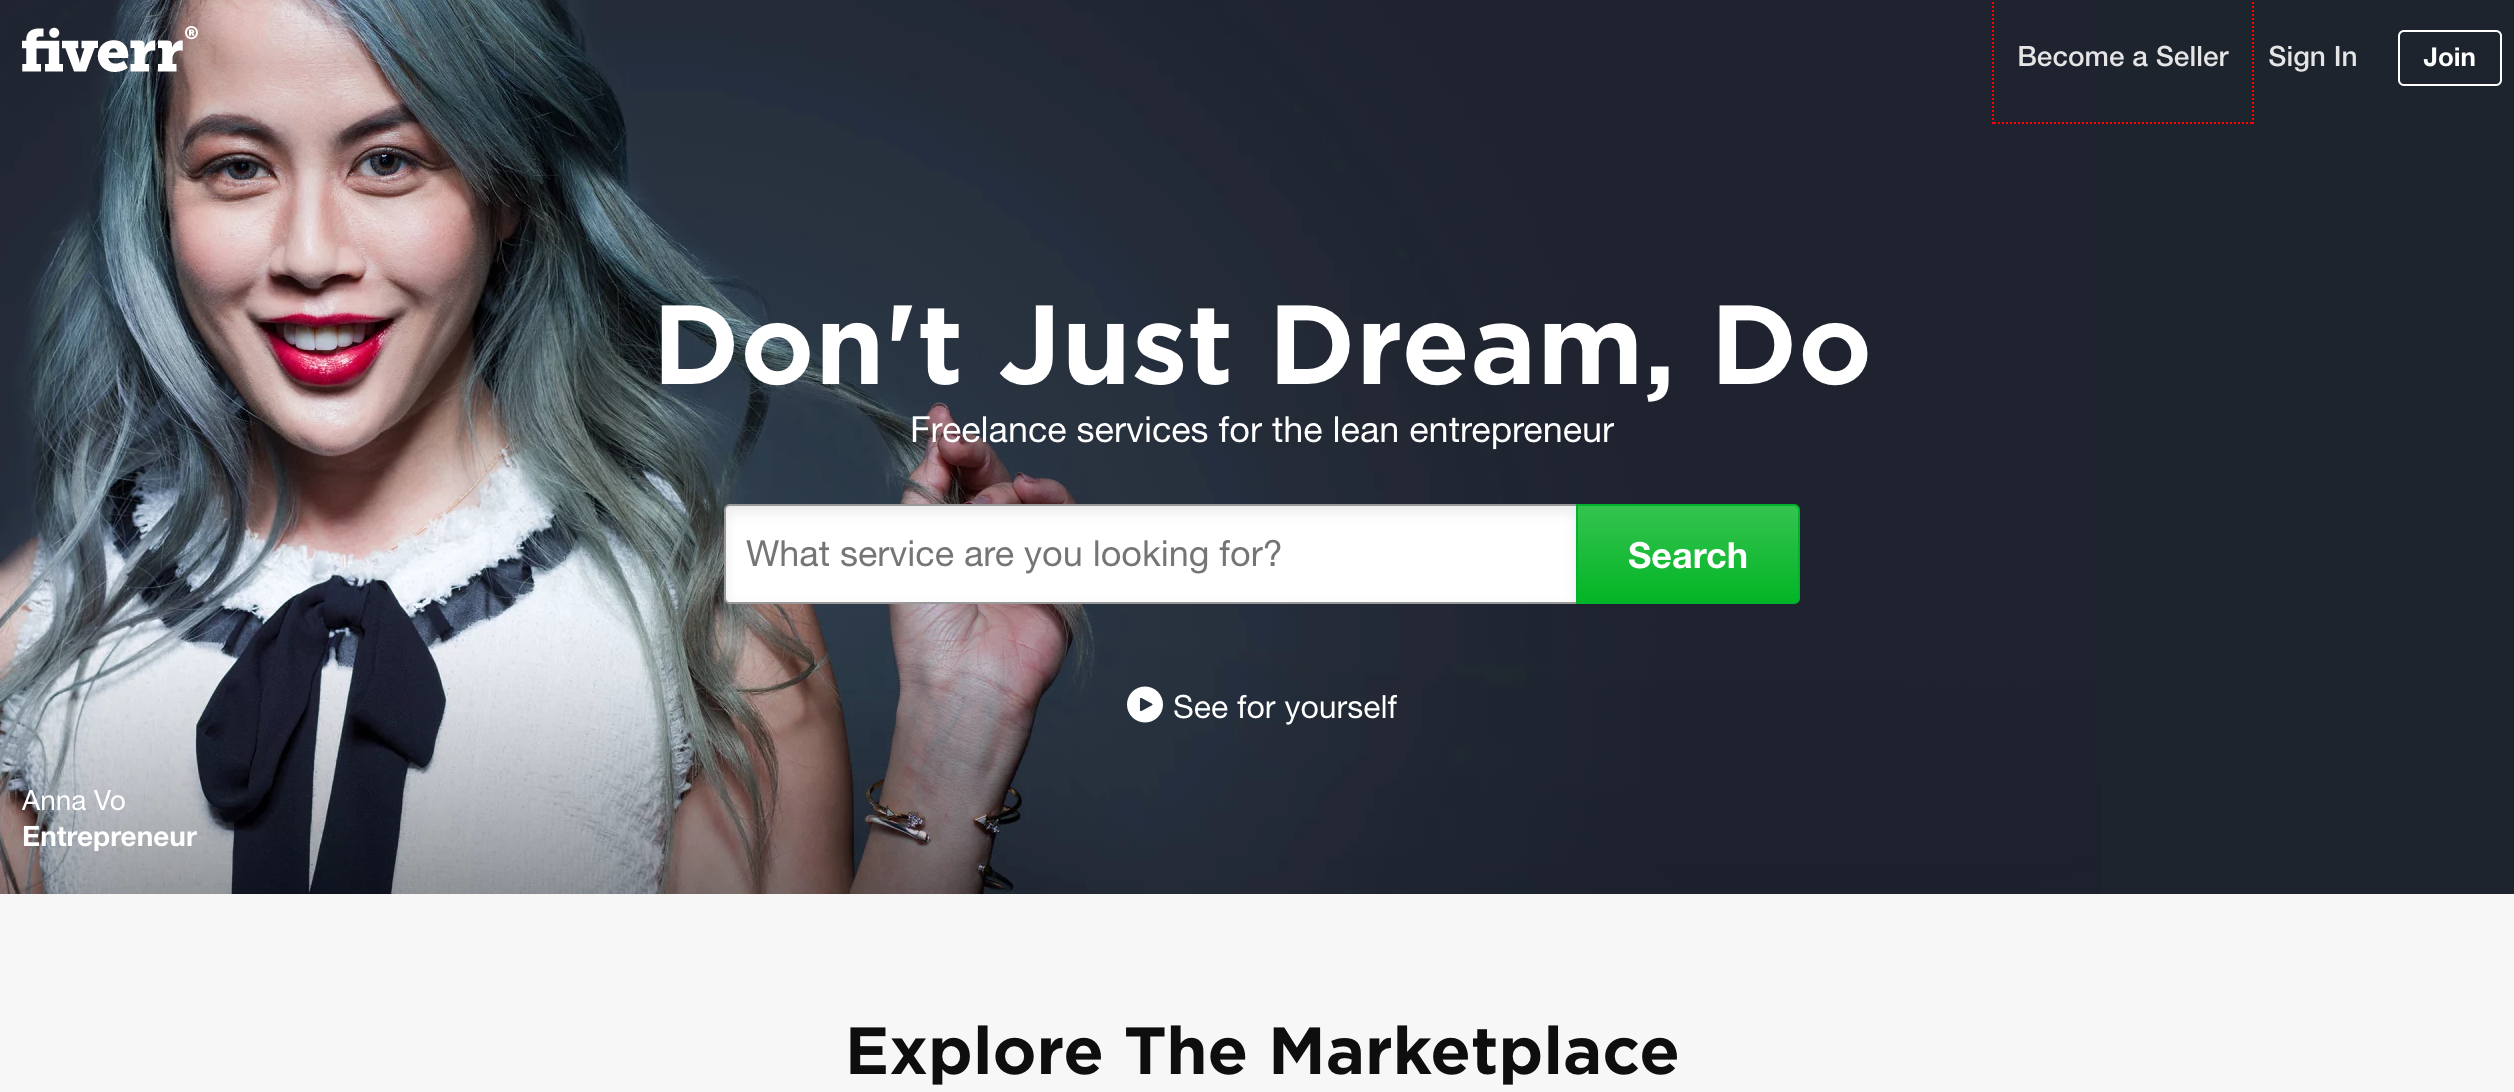 fiverr®
Become a Seller
Sign In
Join
Don't Just Dream, Do
Freelance services for the lean entrepreneur
What service are you looking for?
Search
See for yourself
Anna Vo
Entrepreneur
Explore The Marketplace